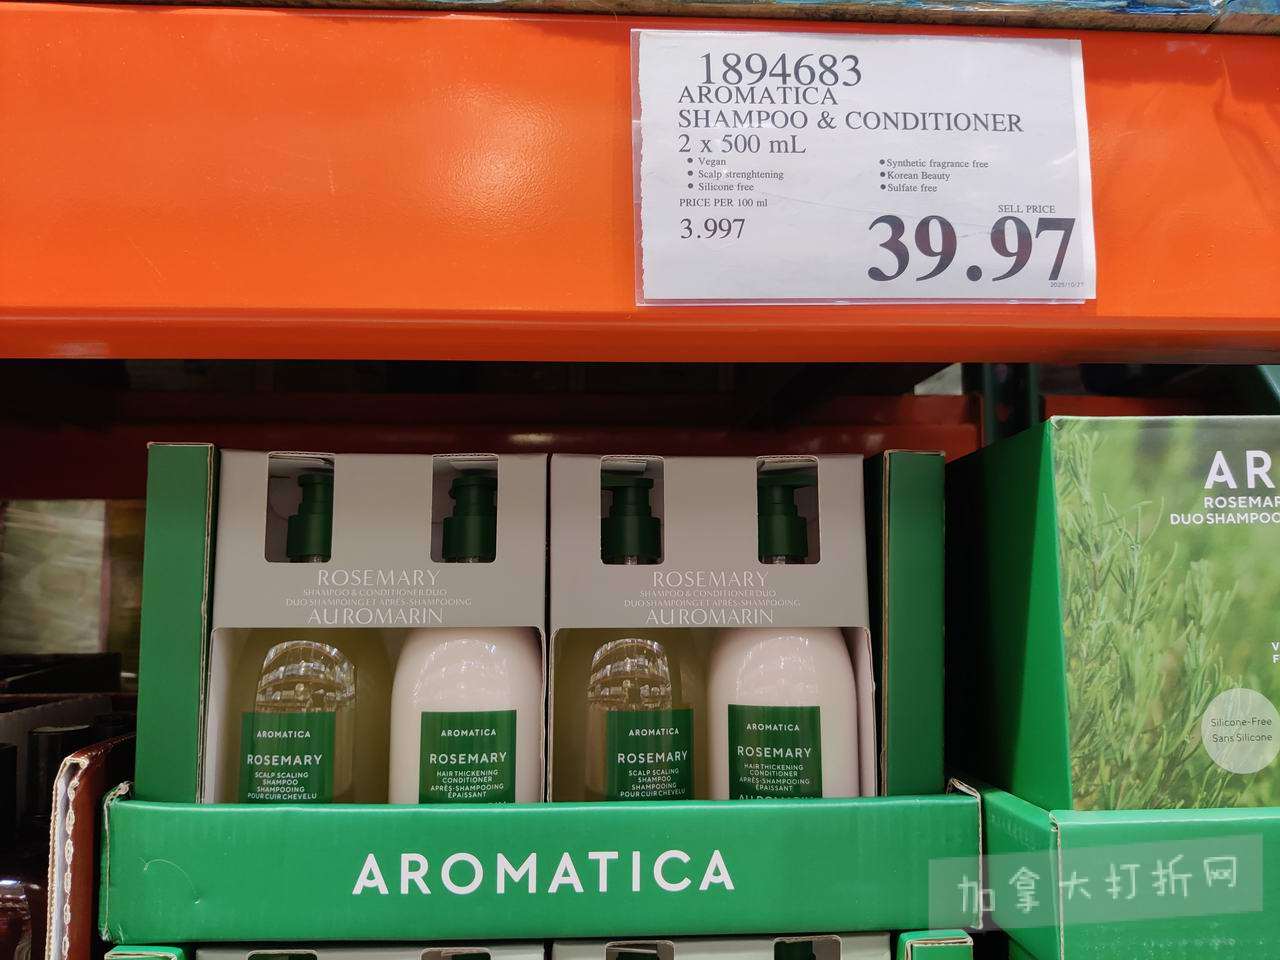 1894683
AROMATICA
SHAMPOO & CONDITIONER
2 x 500 mL
● Vegan
● Scalp strenghtening
● Silicone free
● Synthetic fragrance free
● Korean Beauty
● Sulfate free
PRICE PER 100 ml
3.997
SELL PRICE
39.97
2025/10/27
ROSEMARY
SHAMPOO & CONDITIONER DUO
DUO SHAMPOING ET APRÈS-SHAMPOOING
AU ROMARIN
ROSEMARY
SHAMPOO & CONDITIONER DUO
DUO SHAMPOING ET APRÈS-SHAMPOOING
AU ROMARIN
AROMATICA
ROSEMARY
SCALP SCALING
SHAMPOO
SHAMPOOING
POUR CUIR CHEVELU
AROMATICA
ROSEMARY
HAIR THICKENING
CONDITIONER
APRÈS-SHAMPOOING
ÉPAISSANT
AROMATICA
ROSEMARY
SCALP SCALING
SHAMPOO
SHAMPOOING
POUR CUIR CHEVELU
AROMATICA
ROSEMARY
HAIR THICKENING
CONDITIONER
APRÈS-SHAMPOOING
ÉPAISSANT
AU ROMARIN
AROMATICA
AR
ROSEMAR
DUO SHAMPOO
Silicone-Free
Sans Silicone
加拿大打折网